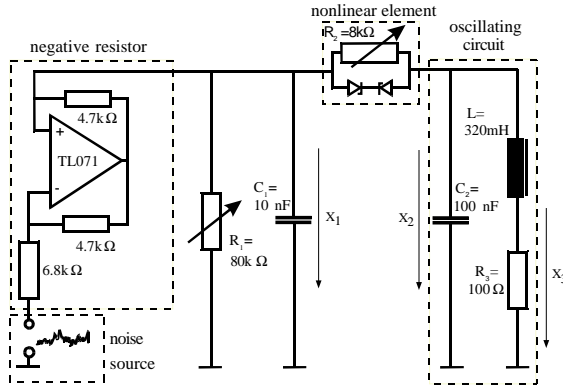 nonlinear element
R2=8kΩ
oscillating
circuit
negative resistor
4.7kΩ
+
TL071
-
4.7kΩ
6.8kΩ
C1=
10 nF
R1=
80kΩ
X1
X2
C2=
100 nF
L=
320mH
R3=
100Ω
noise
source